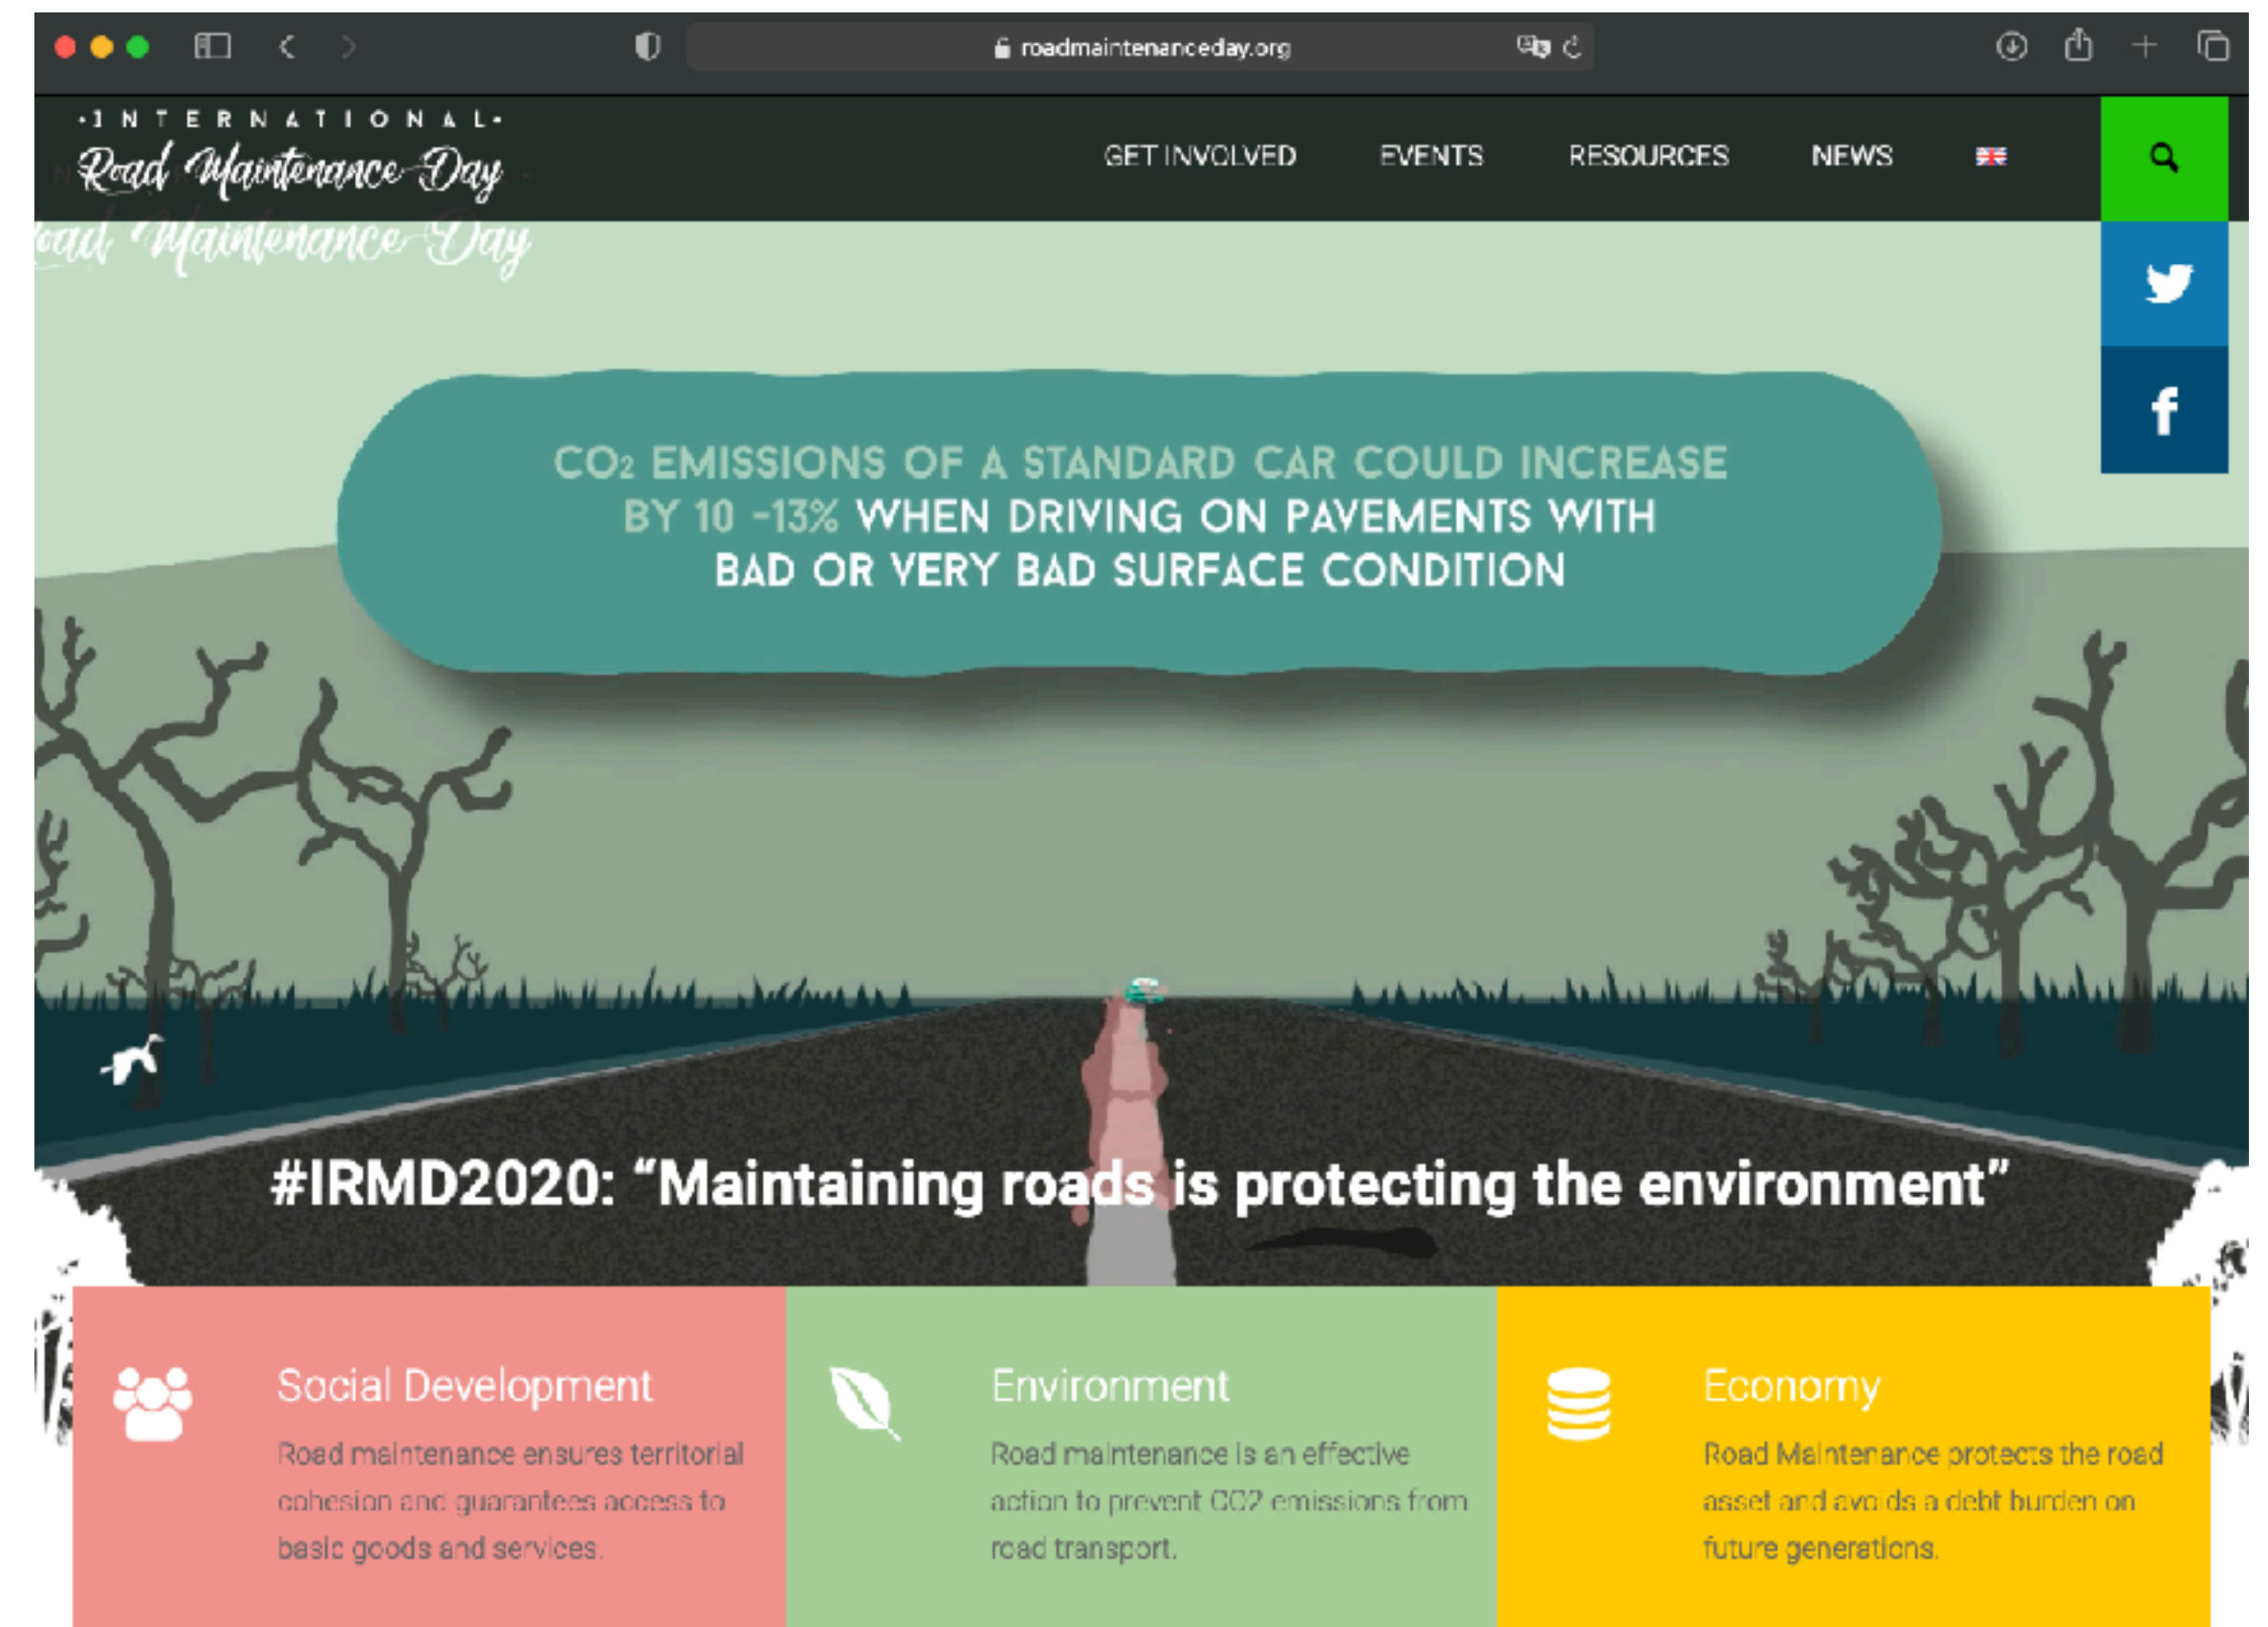 roadmaintenanceday.org
·INTERNATIONAL·
Road Maintenance Day
GET INVOLVED
EVENTS
RESOURCES
NEWS
Road Maintenance Day
CO₂ EMISSIONS OF A STANDARD CAR COULD INCREASE
BY 10 -13% WHEN DRIVING ON PAVEMENTS WITH
BAD OR VERY BAD SURFACE CONDITION
#IRMD2020: “Maintaining roads is protecting the environment”
Social Development
Road maintenance ensures territorial
cohesion and guarantees access to
basic goods and services.
Environment
Road maintenance is an effective
action to prevent CO2 emissions from
road transport.
Economy
Road Maintenance protects the road
asset and avoids a debt burden on
future generations.